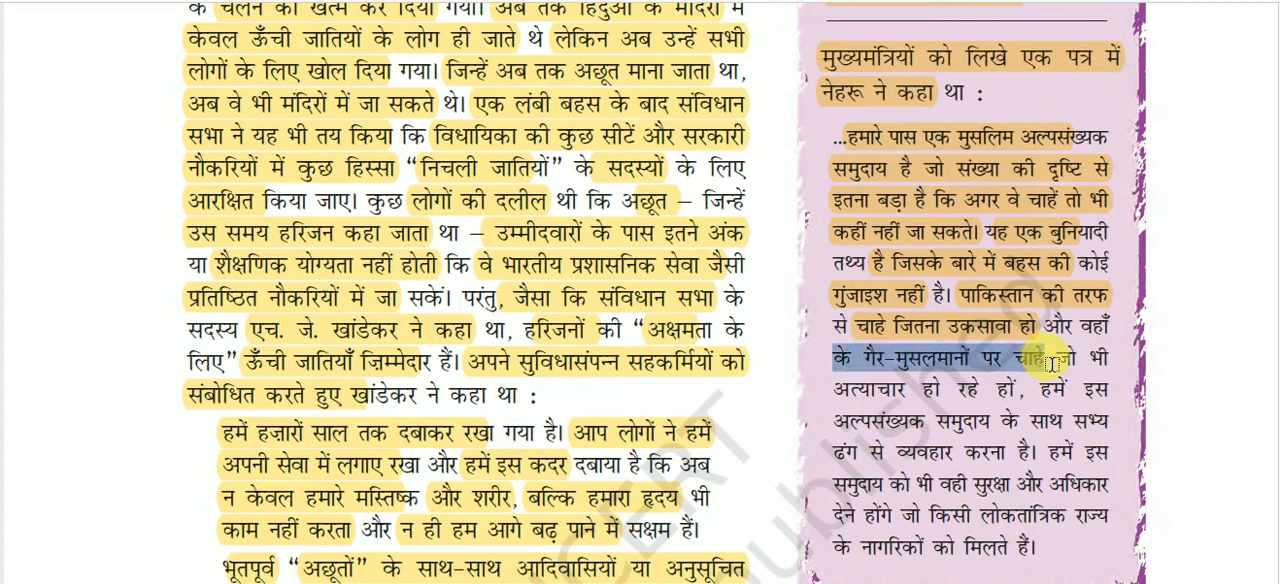 के चलन को खत्म कर दिया गया। अब तक हिंदुओं के मंदिरों में
केवल ऊँची जातियों के लोग ही जाते थे लेकिन अब उन्हें सभी
लोगों के लिए खोल दिया गया। जिन्हें अब तक अछूत माना जाता था,
अब वे भी मंदिरों में जा सकते थे। एक लंबी बहस के बाद संविधान
सभा ने यह भी तय किया कि विधायिका की कुछ सीटें और सरकारी
नौकरियों में कुछ हिस्सा “निचली जातियों” के सदस्यों के लिए
आरक्षित किया जाए। कुछ लोगों की दलील थी कि अछूत – जिन्हें
उस समय हरिजन कहा जाता था – उम्मीदवारों के पास इतने अंक
या शैक्षणिक योग्यता नहीं होती कि वे भारतीय प्रशासनिक सेवा जैसी
प्रतिष्ठित नौकरियों में जा सकें। परंतु, जैसा कि संविधान सभा के
सदस्य एच. जे. खांडेकर ने कहा था, हरिजनों की “अक्षमता के
लिए” ऊँची जातियाँ ज़िम्मेदार हैं। अपने सुविधासंपन्न सहकर्मियों को
संबोधित करते हुए खांडेकर ने कहा था :
हमें हज़ारों साल तक दबाकर रखा गया है। आप लोगों ने हमें
अपनी सेवा में लगाए रखा और हमें इस कदर दबाया है कि अब
न केवल हमारे मस्तिष्क और शरीर, बल्कि हमारा हृदय भी
काम नहीं करता और न ही हम आगे बढ़ पाने में सक्षम हैं।
भूतपूर्व “अछूतों” के साथ-साथ आदिवासियों या अनुसूचित
मुख्यमंत्रियों को लिखे एक पत्र में
नेहरू ने कहा था :
...हमारे पास एक मुसलिम अल्पसंख्यक
समुदाय है जो संख्या की दृष्टि से
इतना बड़ा है कि अगर वे चाहें तो भी
कहीं नहीं जा सकते। यह एक बुनियादी
तथ्य है जिसके बारे में बहस की कोई
गुंजाइश नहीं है। पाकिस्तान की तरफ
से चाहे जितना उकसावा हो और वहाँ
के गैर-मुसलमानों पर चाहे जो भी
अत्याचार हो रहे हों, हमें इस
अल्पसंख्यक समुदाय के साथ सभ्य
ढंग से व्यवहार करना है। हमें इस
समुदाय को भी वही सुरक्षा और अधिकार
देने होंगे जो किसी लोकतांत्रिक राज्य
के नागरिकों को मिलते हैं।